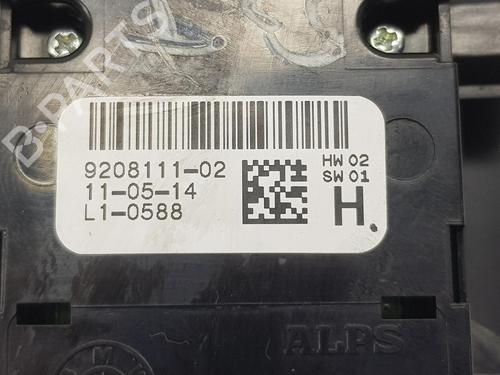 B-PARTS
9208111-02
11-05-14
L1-0588
HW 02
SW 01
H.
ALPS